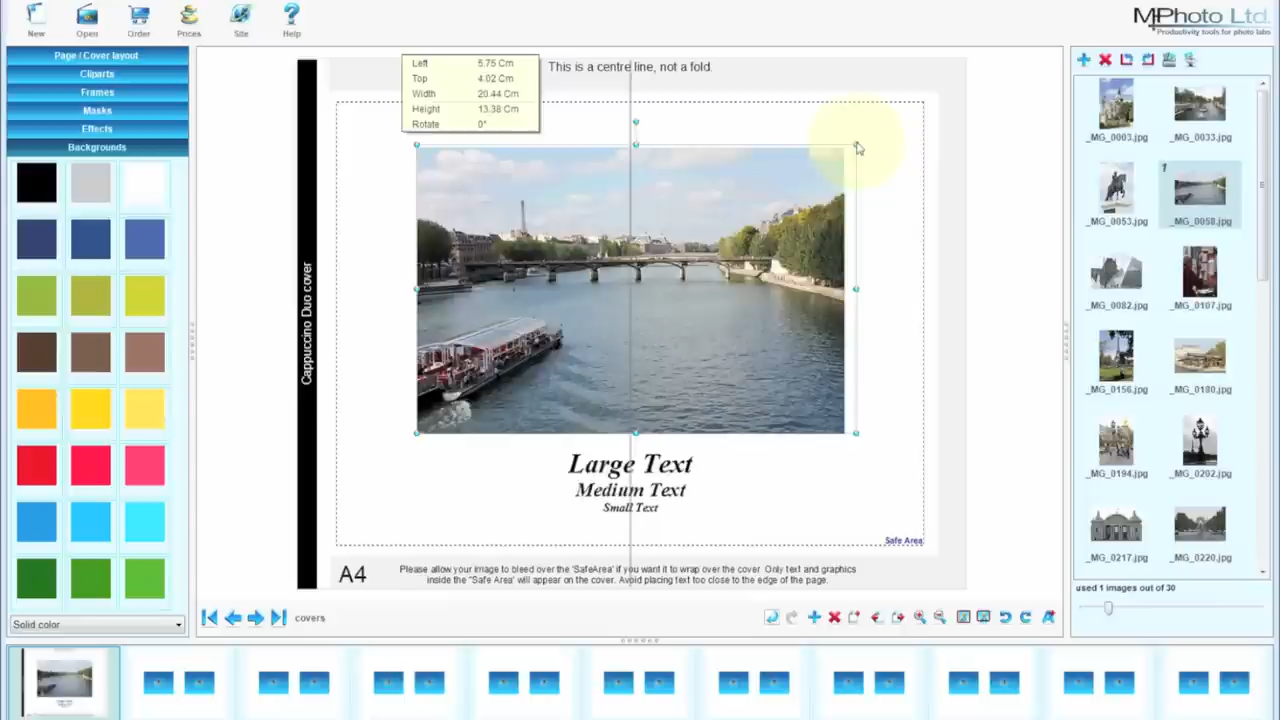 New
Open
Order
Prices
Site
Help
MPhoto Ltd.
Productivity tools for photo labs
Page / Cover layout
Cliparts
Frames
Masks
Effects
Backgrounds
Solid color
Left 5.75 Cm
Top 4.02 Cm
Width 20.44 Cm
Height 13.38 Cm
Rotate 0°
This is a centre line, not a fold.
Cappuccino Duo cover
Large Text
Medium Text
Small Text
Safe Area
A4
Please allow your image to bleed over the 'SafeArea' if you want it to wrap over the cover. Only text and graphics
inside the "Safe Area' will appear on the cover. Avoid placing text too close to the edge of the page.
covers
_MG_0003.jpg
_MG_0033.jpg
_MG_0053.jpg
1
_MG_0058.jpg
_MG_0082.jpg
_MG_0107.jpg
_MG_0156.jpg
_MG_0180.jpg
_MG_0194.jpg
_MG_0202.jpg
_MG_0217.jpg
_MG_0220.jpg
used 1 images out of 30